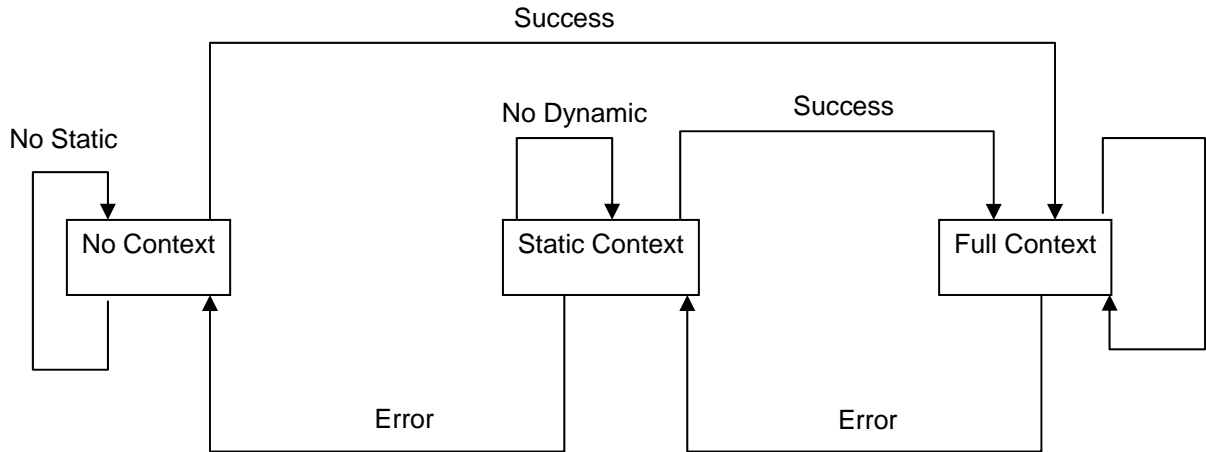 Success
No Dynamic
Success
No Static
No Context
Static Context
Full Context
Error
Error